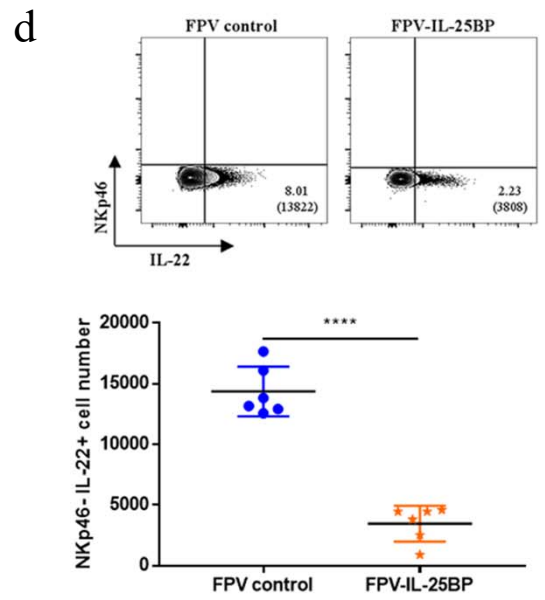 d
FPV control
FPV-IL-25BP
NKp46
8.01
(13822)
2.23
(3808)
IL-22
NKp46- IL-22+ cell number
20000
15000
10000
5000
0
****
FPV control
FPV-IL-25BP